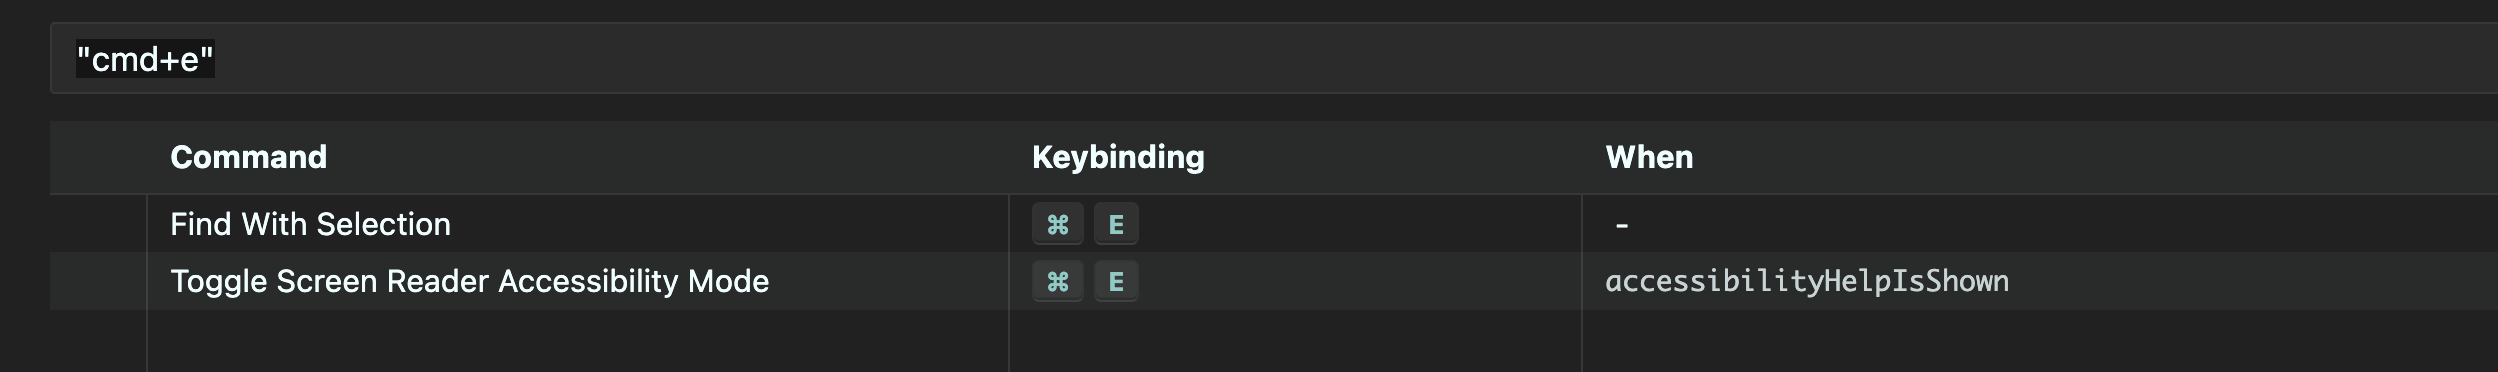 "cmd+e"
Command Keybinding When
Find With Selection ⌘ E -
Toggle Screen Reader Accessibility Mode ⌘ E accessibilityHelpIsShown